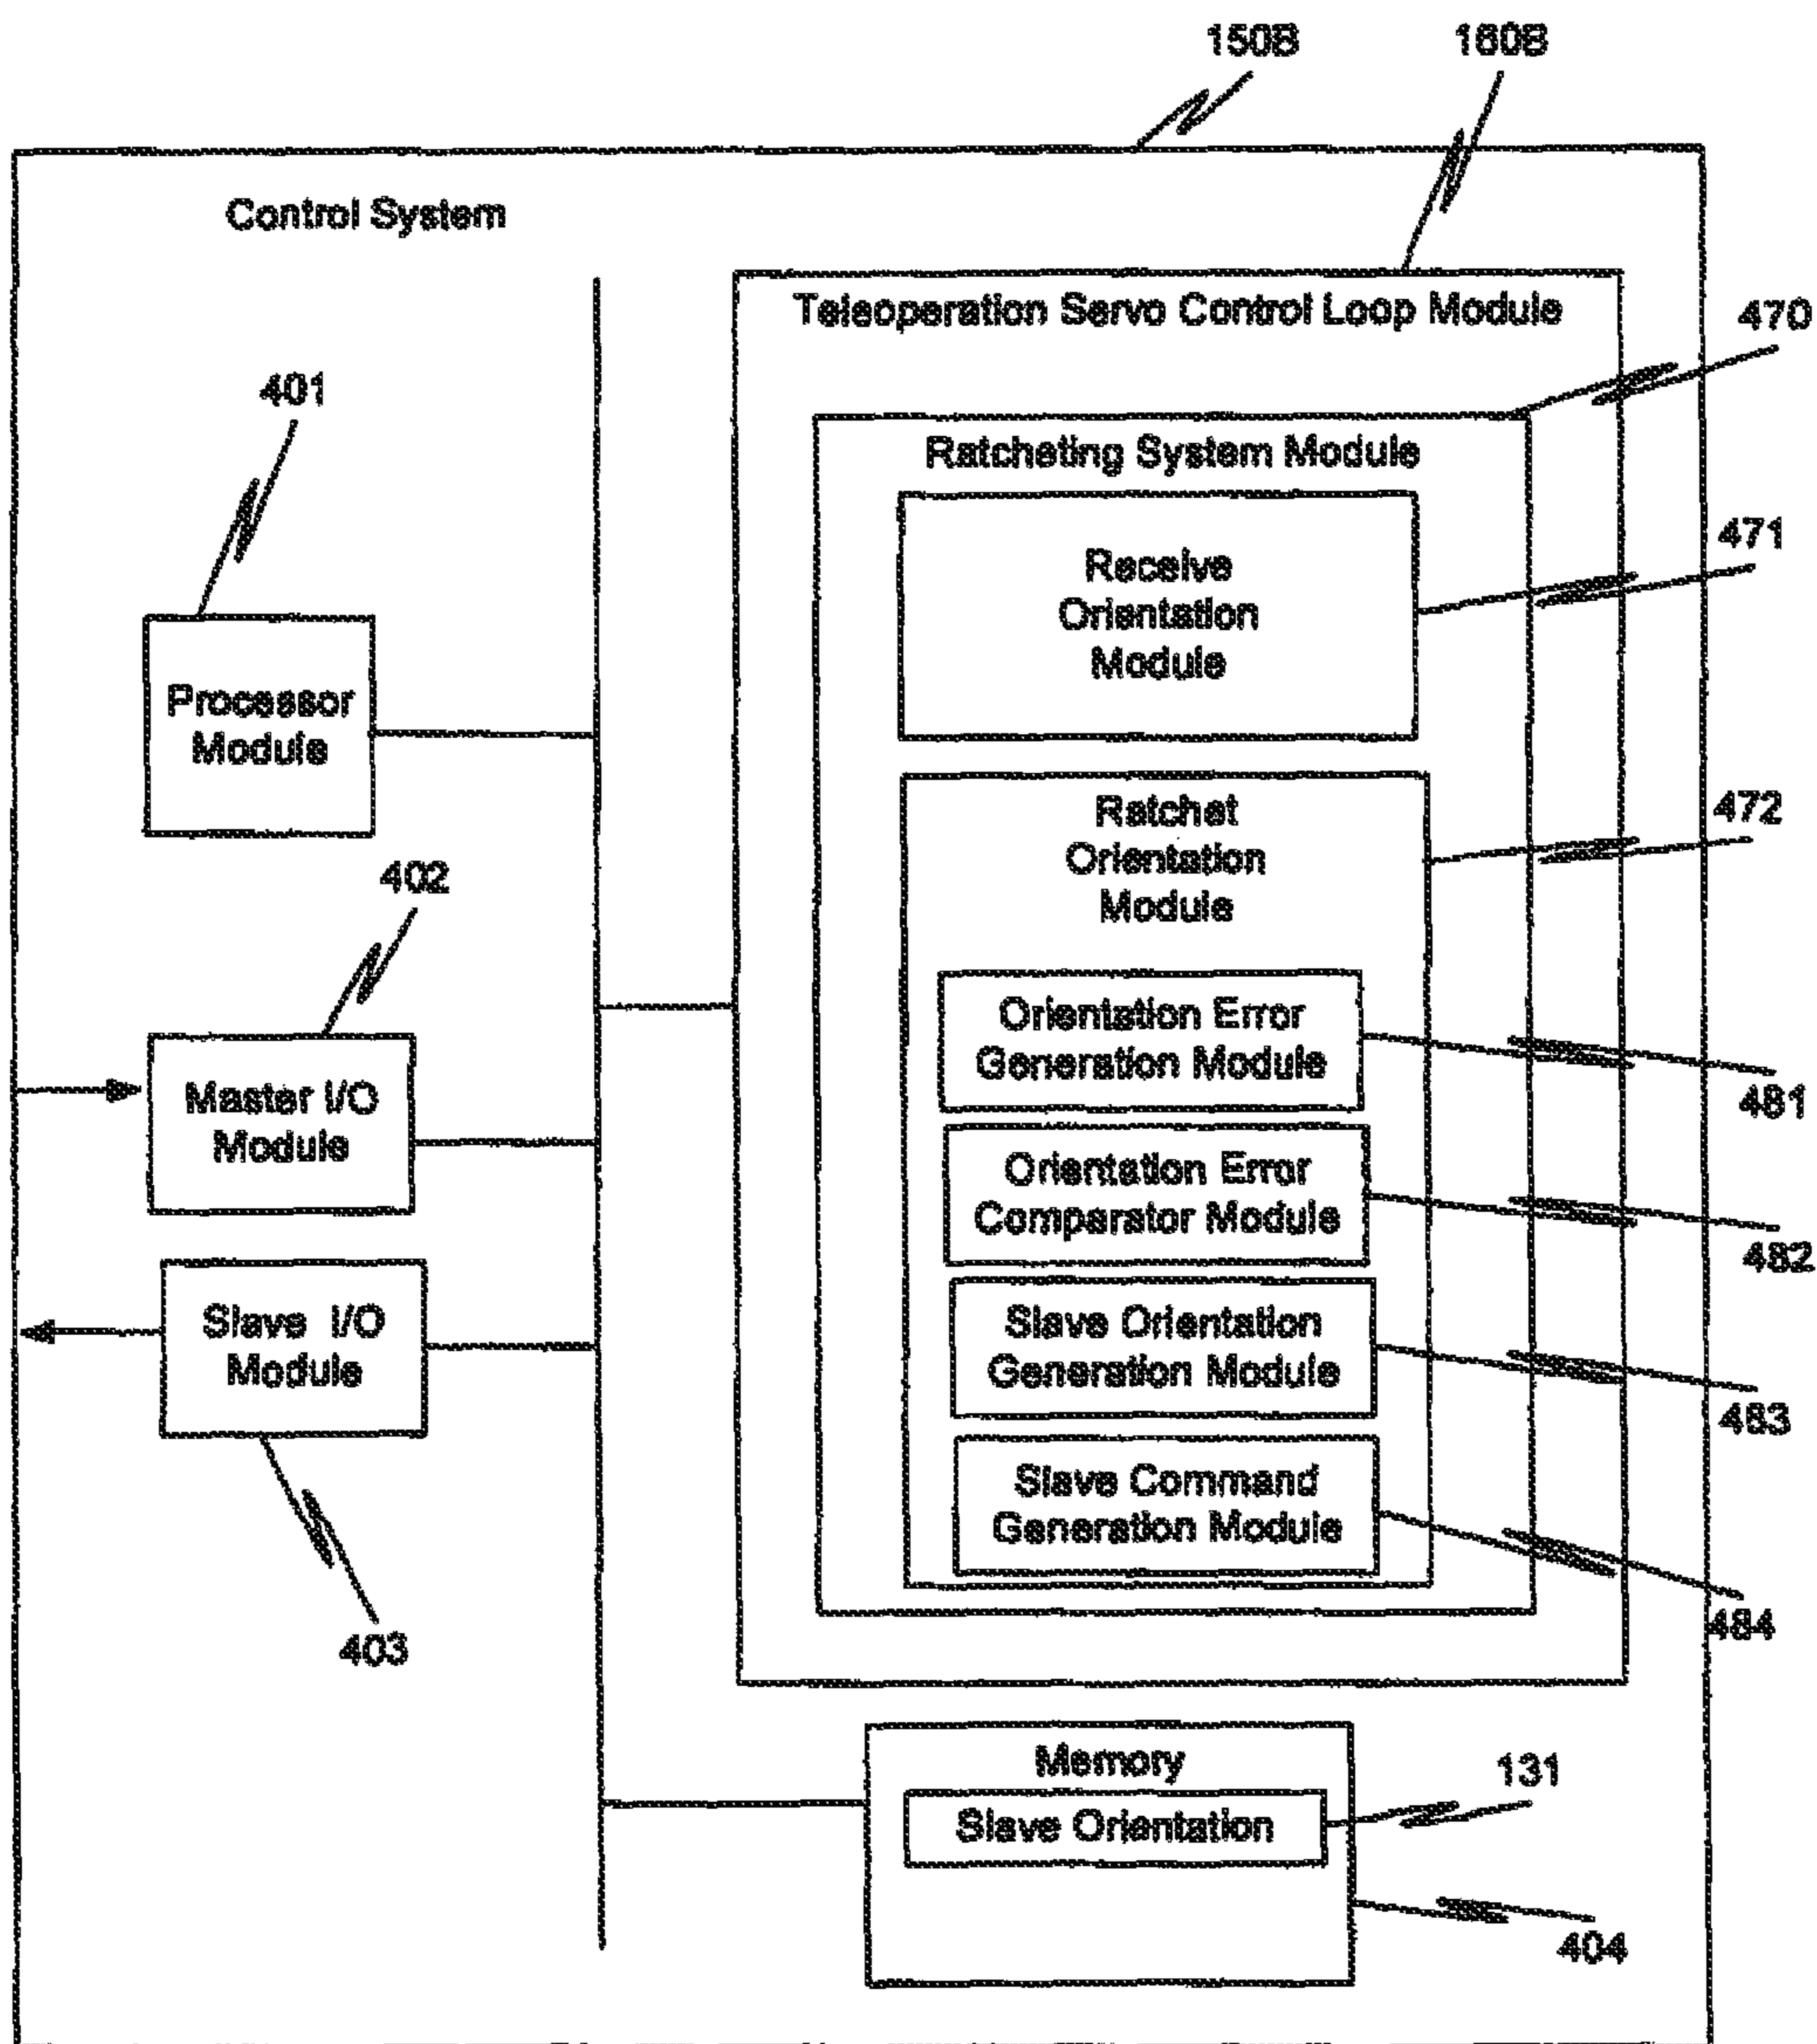 150B
160B
Control System
Teleoperation Servo Control Loop Module
470
401
Ratcheting System Module
471
Receive
Orientation
Module
Processor
Module
472
Ratchet
Orientation
Module
402
Orientation Error
Generation Module
481
Master I/O
Module
Orientation Error
Comparator Module
482
Slave I/O
Module
Slave Orientation
Generation Module
483
Slave Command
Generation Module
484
403
Memory
131
Slave Orientation
404